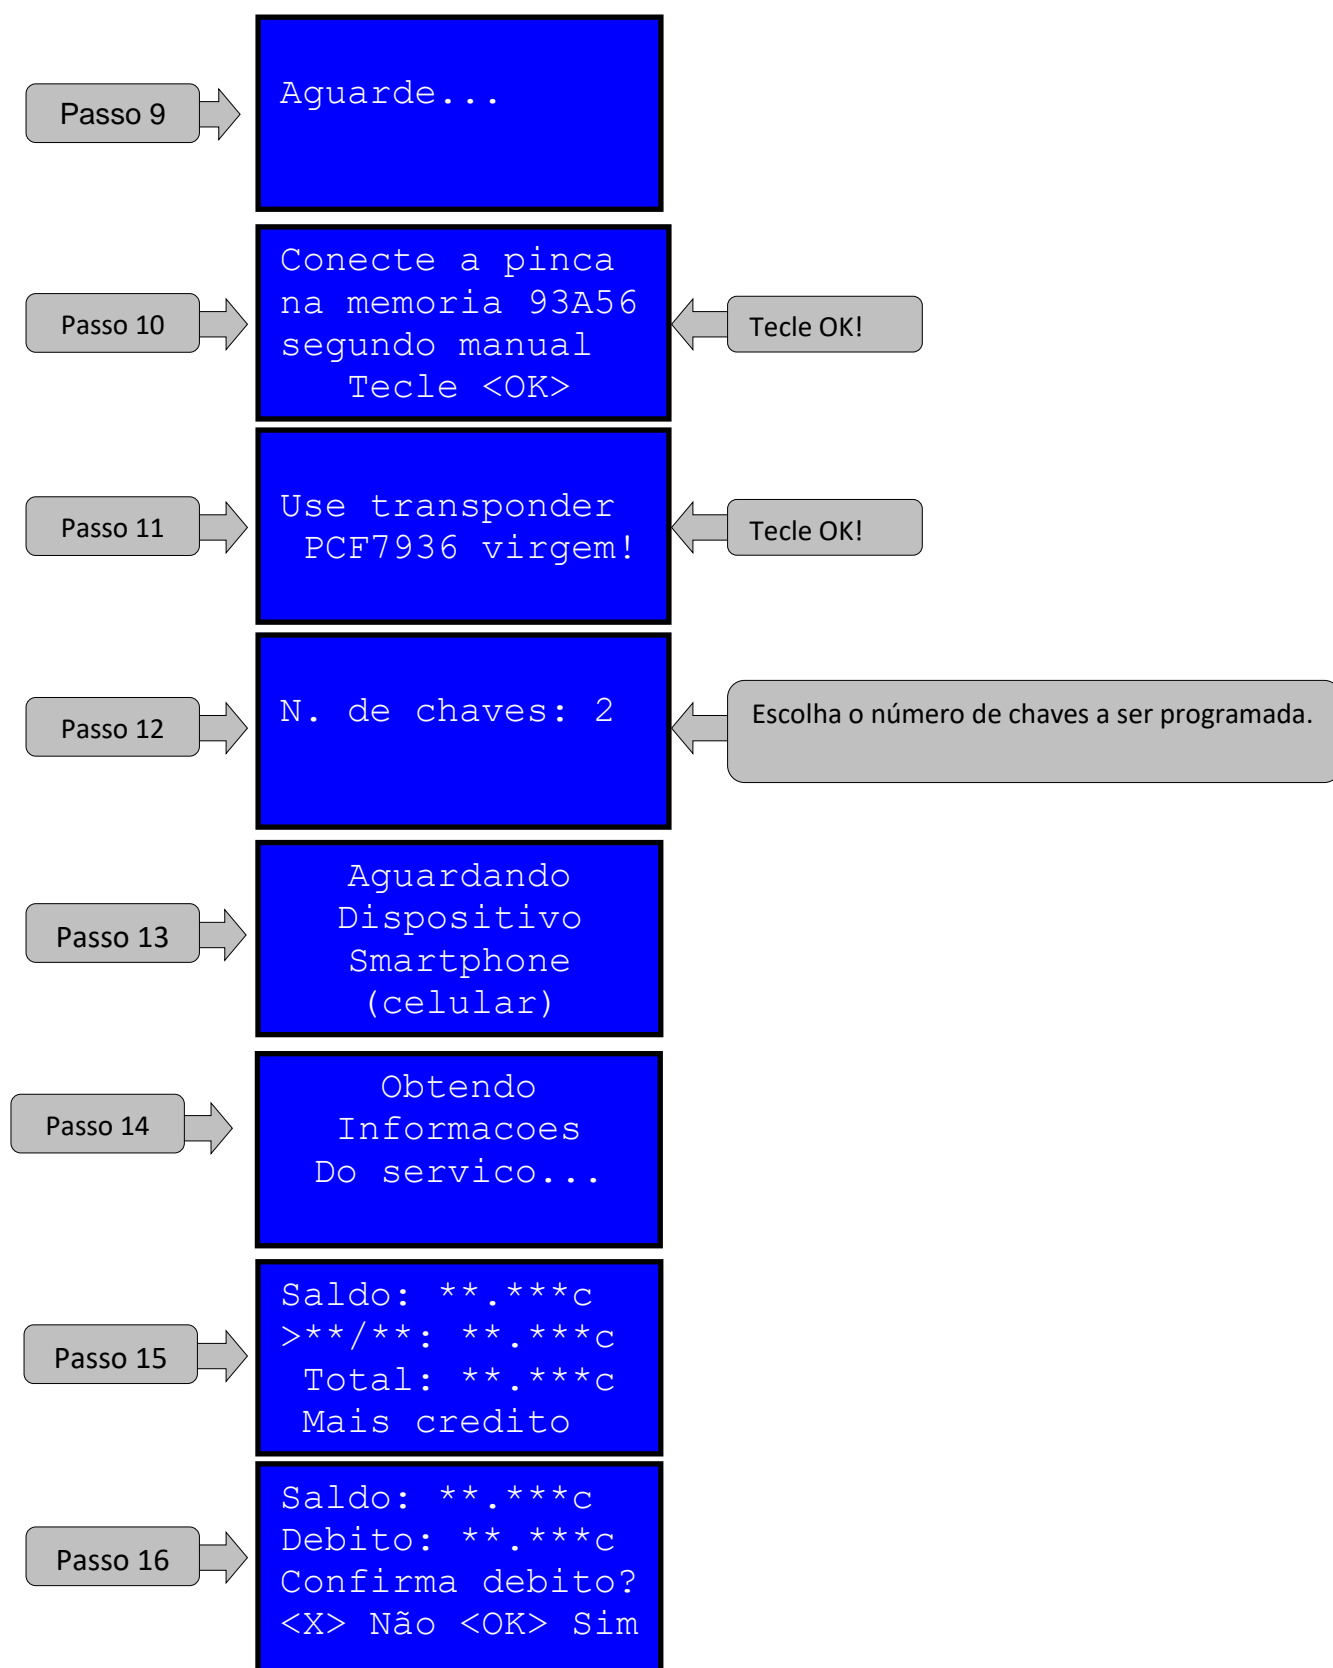 Passo 9
Aguarde...
Passo 10
Conecte a pinca
na memoria 93A56
segundo manual
Tecle <OK>
Tecle OK!
Passo 11
Use transponder
PCF7936 virgem!
Tecle OK!
Passo 12
N. de chaves: 2
Escolha o número de chaves a ser programada.
Passo 13
Aguardando
Dispositivo
Smartphone
(celular)
Passo 14
Obtendo
Informacoes
Do servico...
Passo 15
Saldo: **.***c
>**/**: **.***c
Total: **.***c
Mais credito
Passo 16
Saldo: **.***c
Debito: **.***c
Confirma debito?
<X> Não <OK> Sim